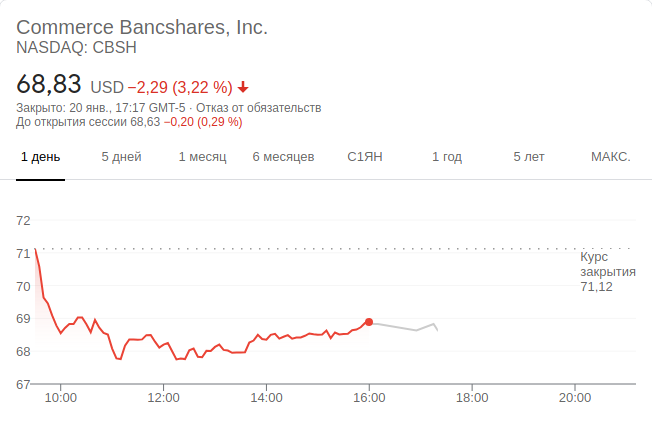 Commerce Bancshares, Inc.
NASDAQ: CBSH
68,83 USD −2,29 (3,22 %)
Закрыто: 20 янв., 17:17 GMT-5 · Отказ от обязательств
До открытия сессии 68,63 −0,20 (0,29 %)
1 день 5 дней 1 месяц 6 месяцев С1ЯН 1 год 5 лет МАКС.
72
71
Курс
закрытия
71,12
70
69
68
67
10:00 12:00 14:00 16:00 18:00 20:00